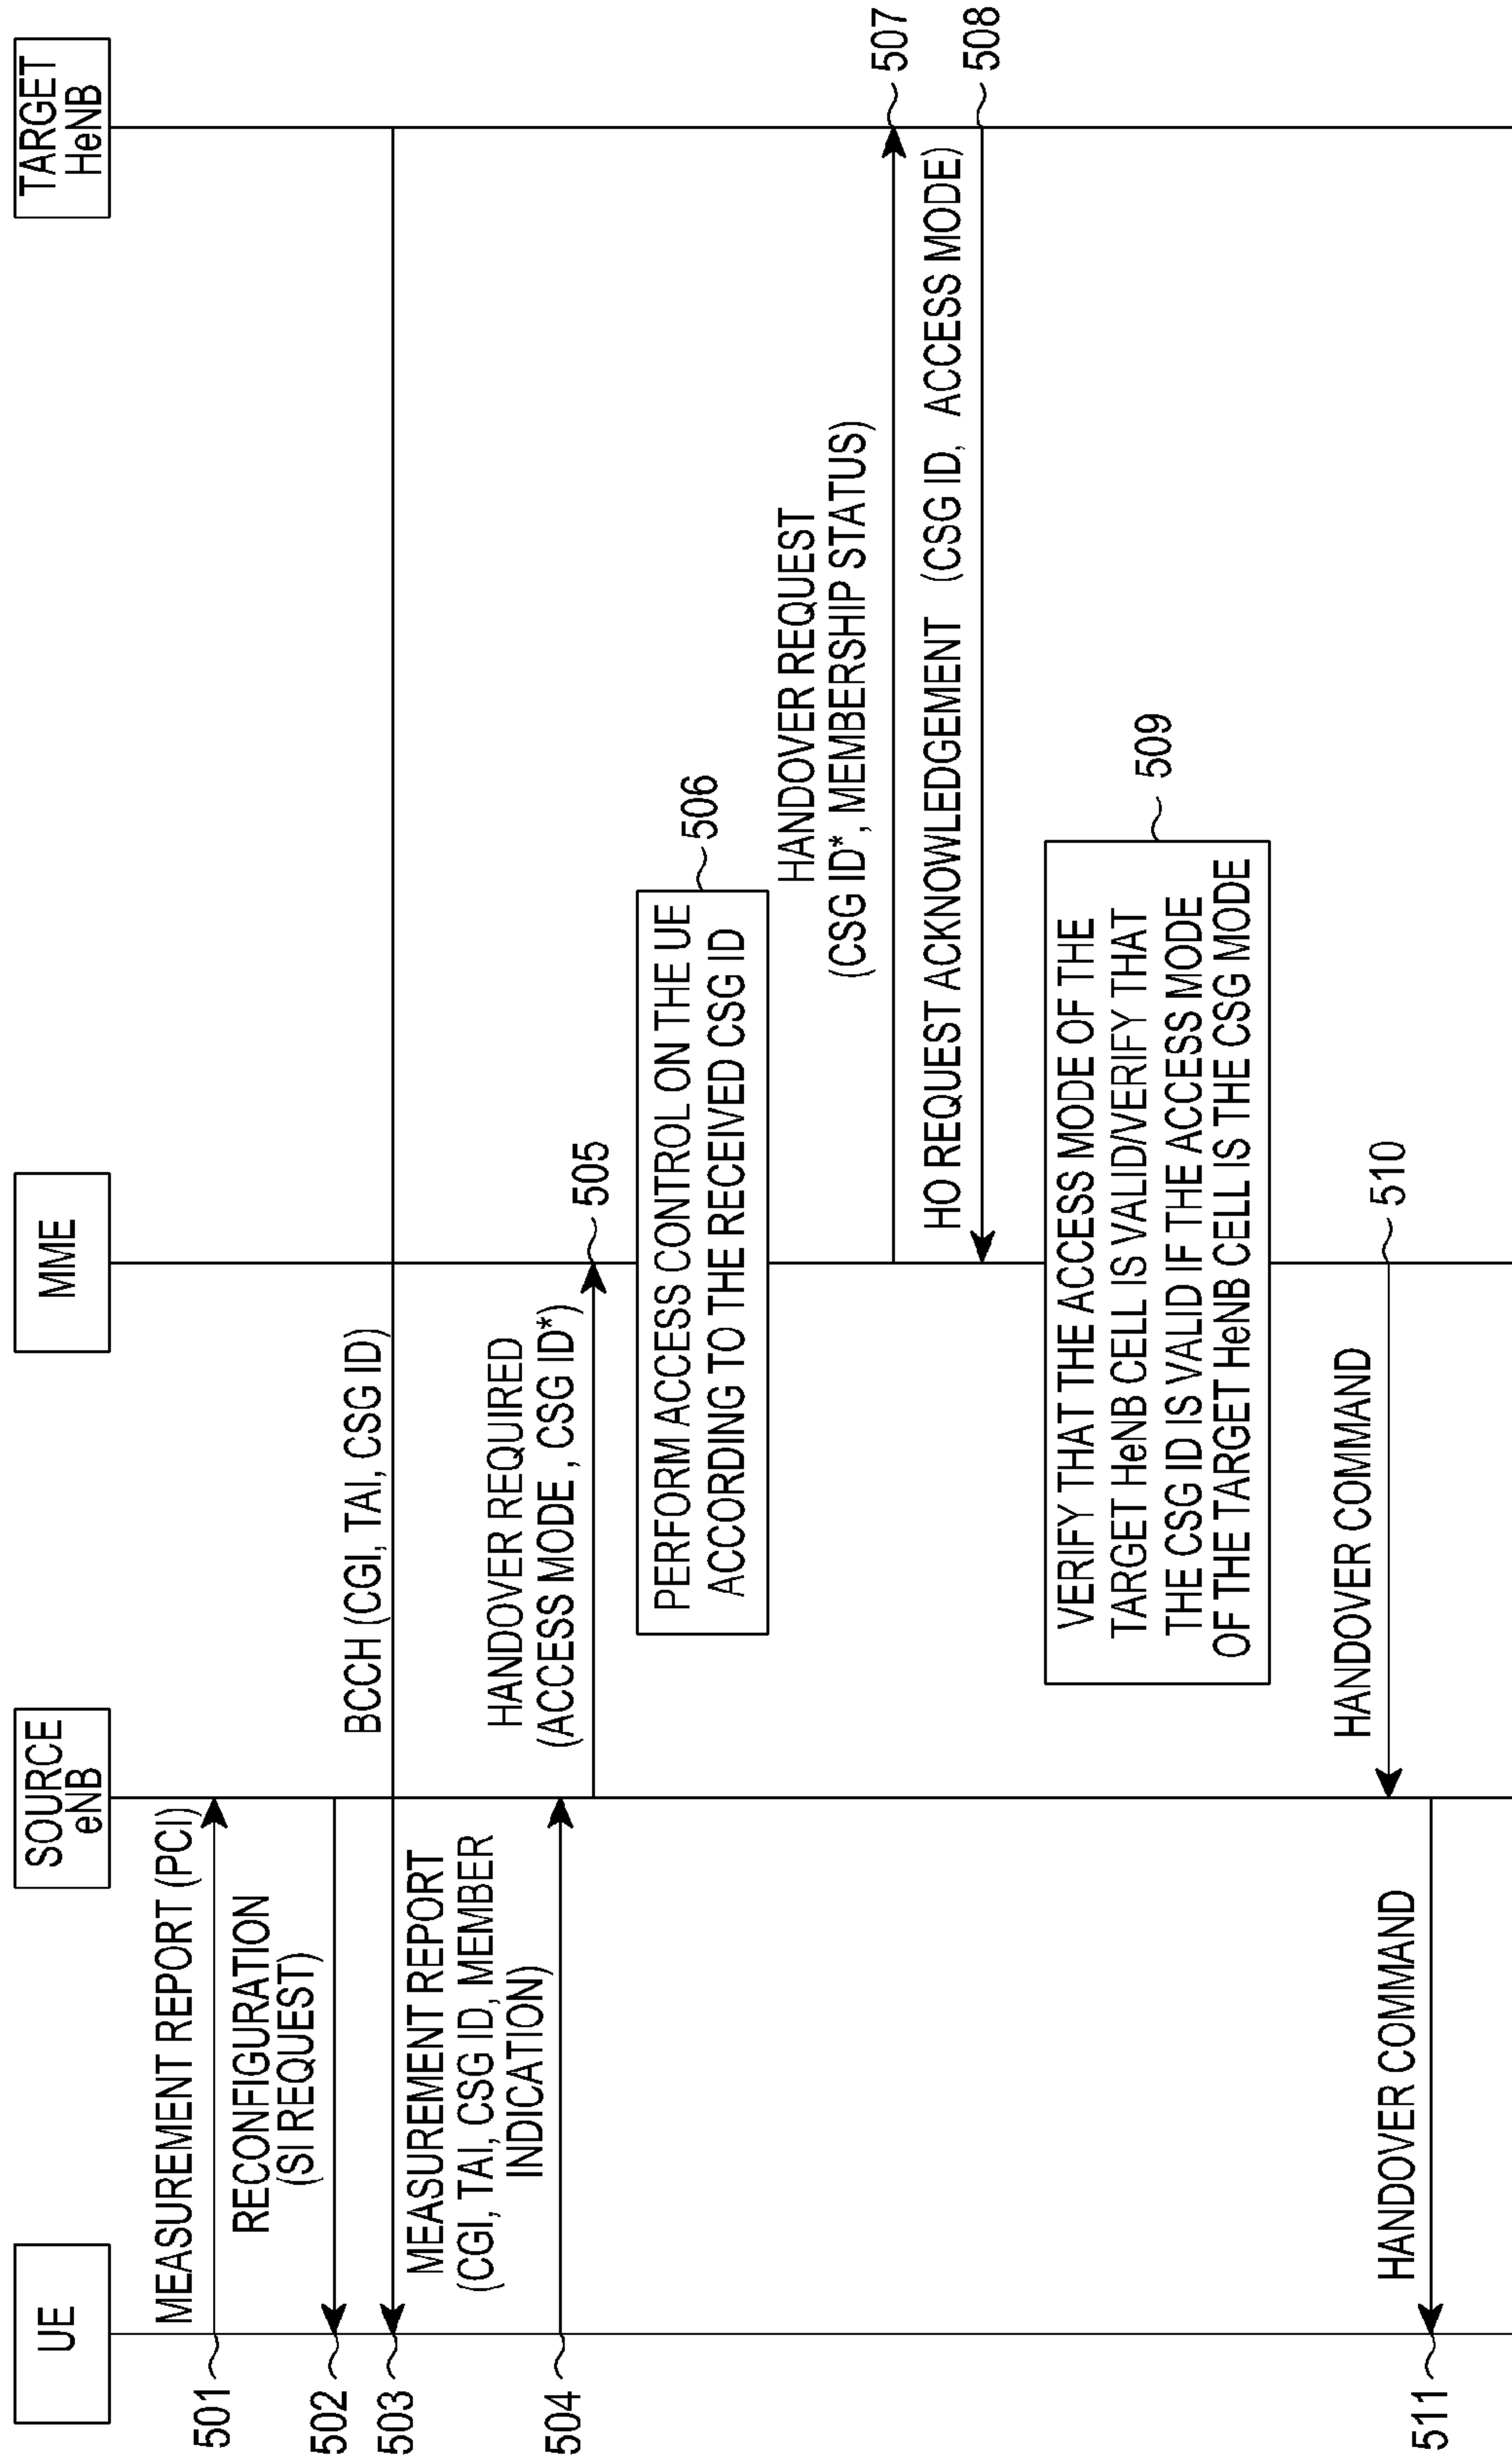 UE
SOURCE
eNB
MME
TARGET
HeNB
MEASUREMENT REPORT (PCI)
501
RECONFIGURATION
(SI REQUEST)
502
BCCH (CGI, TAI, CSG ID)
503
MEASUREMENT REPORT
(CGI, TAI, CSG ID, MEMBER
INDICATION)
504
HANDOVER REQUIRED
(ACCESS MODE , CSG ID*)
505
PERFORM ACCESS CONTROL ON THE UE
ACCORDING TO THE RECEIVED CSG ID
506
HANDOVER REQUEST
(CSG ID*, MEMBERSHIP STATUS)
507
HO REQUEST ACKNOWLEDGEMENT (CSG ID, ACCESS MODE)
508
VERIFY THAT THE ACCESS MODE OF THE
TARGET HeNB CELL IS VALID/VERIFY THAT
THE CSG ID IS VALID IF THE ACCESS MODE
OF THE TARGET HeNB CELL IS THE CSG MODE
509
HANDOVER COMMAND
510
HANDOVER COMMAND
511